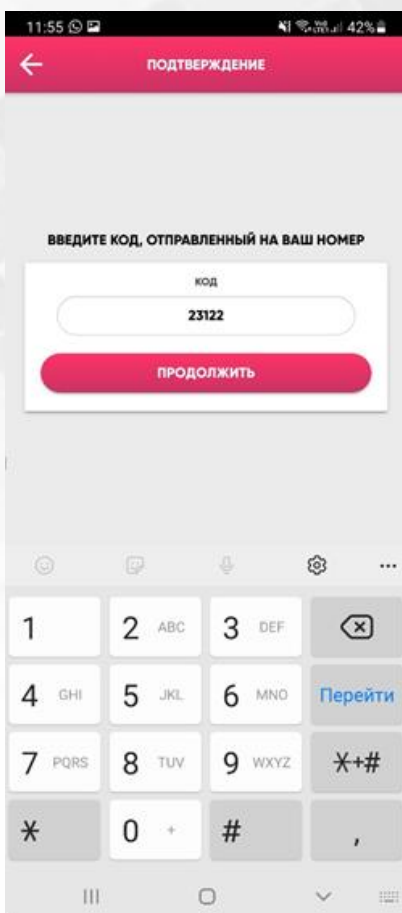 11:55 42%
ПОДТВЕРЖДЕНИЕ
ВВЕДИТЕ КОД, ОТПРАВЛЕННЫЙ НА ВАШ НОМЕР
КОД
23122
ПРОДОЛЖИТЬ
1 2 ABC 3 DEF
4 GHI 5 JKL 6 MNO Перейти
7 PQRS 8 TUV 9 WXYZ *+#
* 0 + # ,